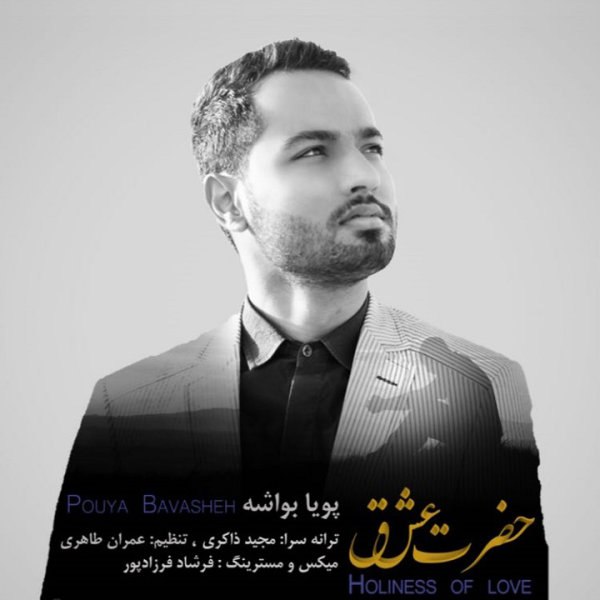 Pouya Bavasheh پویا بواشه
حضرت عشق
ترانه سرا: مجید ذاکری ، تنظیم: عمران طاهری
میکس و مسترینگ : فرشاد فرزادپور
Holiness of love